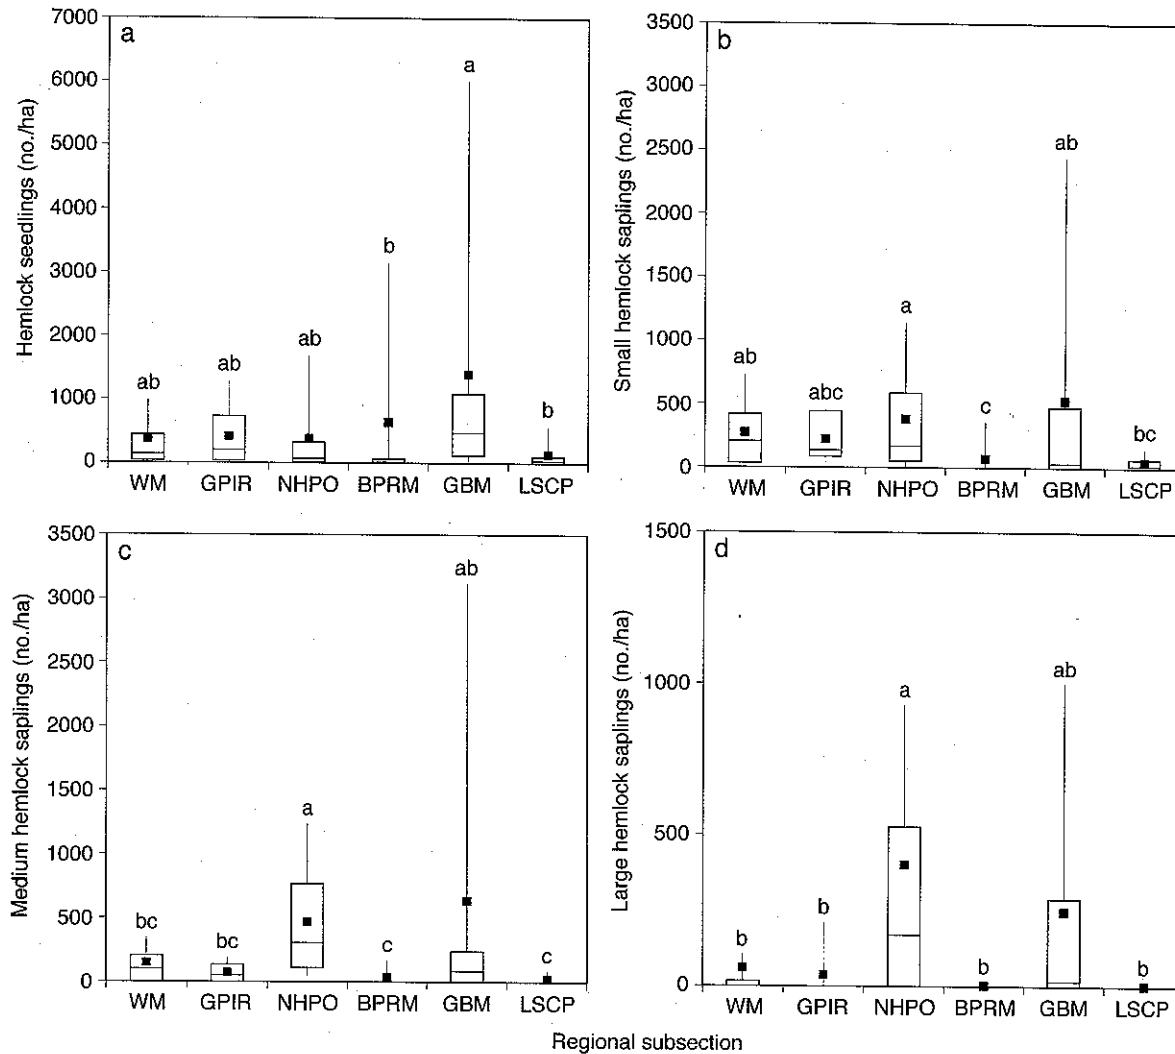 a
Hemlock seedlings (no./ha)
7000
6000
5000
4000
3000
2000
1000
0
ab
ab
ab
b
a
b
WM GPIR NHPO BPRM GBM LSCP
b
Small hemlock saplings (no./ha)
3500
3000
2500
2000
1500
1000
500
0
ab
abc
a
c
ab
bc
WM GPIR NHPO BPRM GBM LSCP
c
Medium hemlock saplings (no./ha)
3500
3000
2500
2000
1500
1000
500
0
bc
bc
a
c
ab
c
WM GPIR NHPO BPRM GBM LSCP
d
Large hemlock saplings (no./ha)
1500
1000
500
0
b
b
a
b
ab
b
WM GPIR NHPO BPRM GBM LSCP
Regional subsection